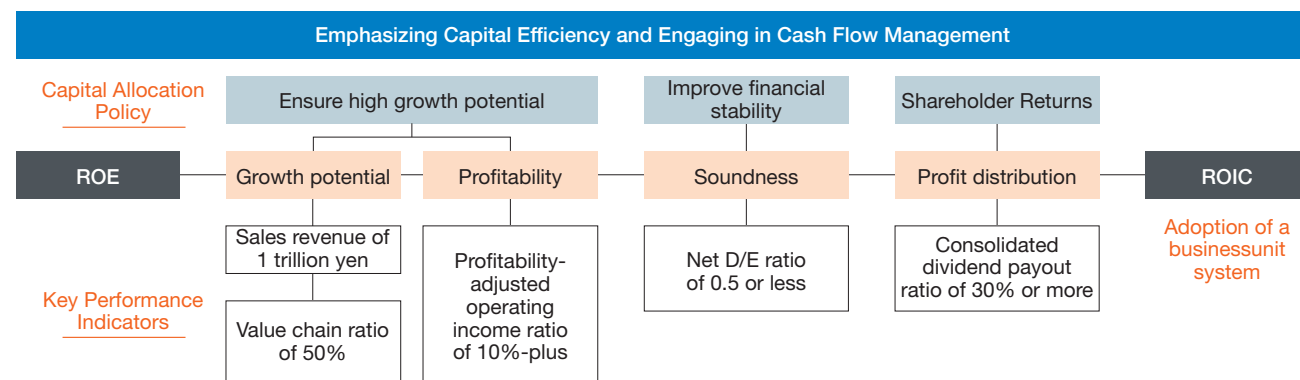 Emphasizing Capital Efficiency and Engaging in Cash Flow Management
Capital Allocation
Policy
Ensure high growth potential
Improve financial
stability
Shareholder Returns
ROE
Growth potential
Profitability
Soundness
Profit distribution
ROIC
Key Performance
Indicators
Sales revenue of
1 trillion yen
Value chain ratio
of 50%
Profitability-
adjusted
operating
income ratio
of 10%-plus
Net D/E ratio
of 0.5 or less
Consolidated
dividend payout
ratio of 30% or more
Adoption of a
businessunit
system